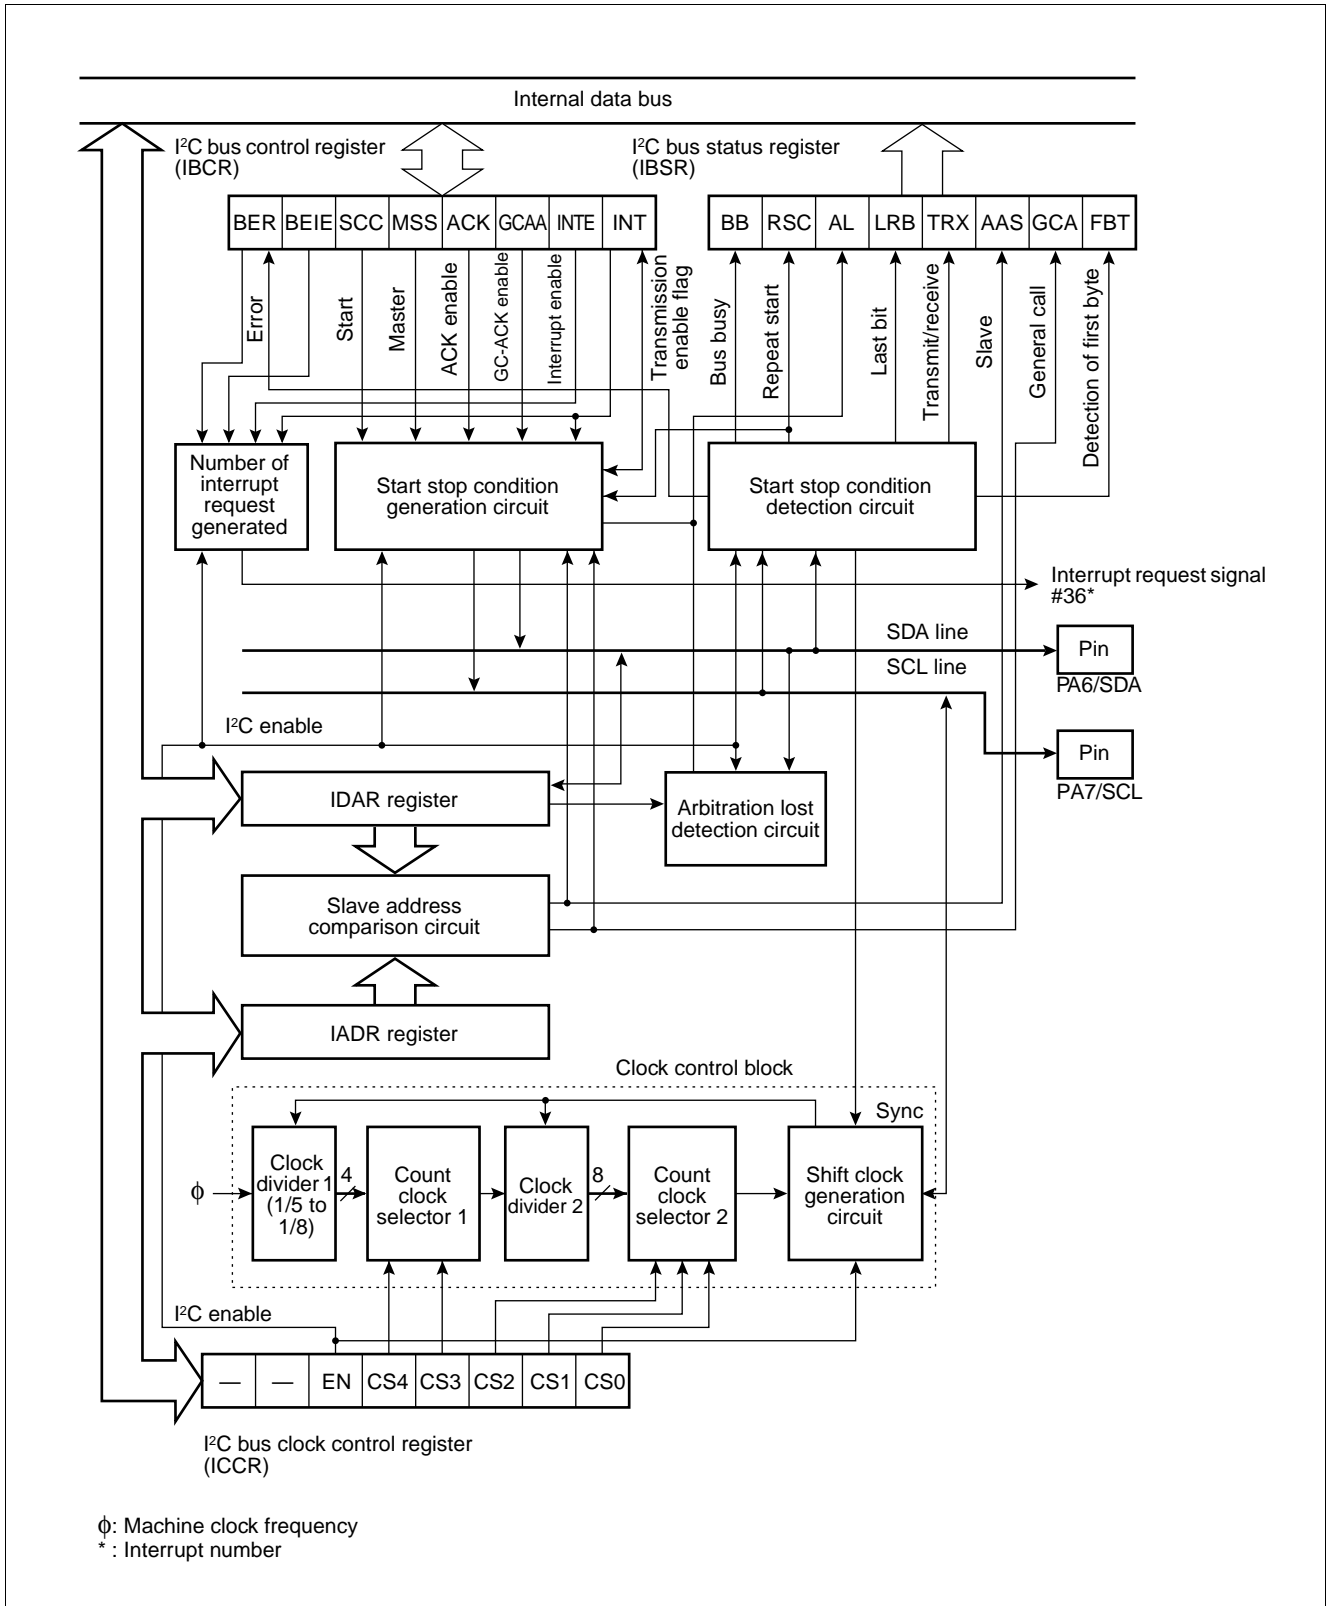 Internal data bus
I²C bus control register
(IBCR)
I²C bus status register
(IBSR)
BER BEIE SCC MSS ACK GCAA INTE INT
BB RSC AL LRB TRX AAS GCA FBT
Error
Start
Master
ACK enable
GC-ACK enable
Interrupt enable
Transmission
enable flag
Bus busy
Repeat start
Last bit
Transmit/receive
Slave
General call
Detection of first byte
Number of
interrupt
request
generated
Start stop condition
generation circuit
Start stop condition
detection circuit
Interrupt request signal
#36*
SDA line
Pin
PA6/SDA
SCL line
I²C enable
Pin
PA7/SCL
IDAR register
Arbitration lost
detection circuit
Slave address
comparison circuit
IADR register
Clock control block
Sync
ϕ
Clock
divider 1
(1/5 to
1/8)
4
Count
clock
selector 1
Clock
divider 2
8
Count
clock
selector 2
Shift clock
generation
circuit
I²C enable
— — EN CS4 CS3 CS2 CS1 CS0
I²C bus clock control register
(ICCR)
ϕ: Machine clock frequency
* : Interrupt number